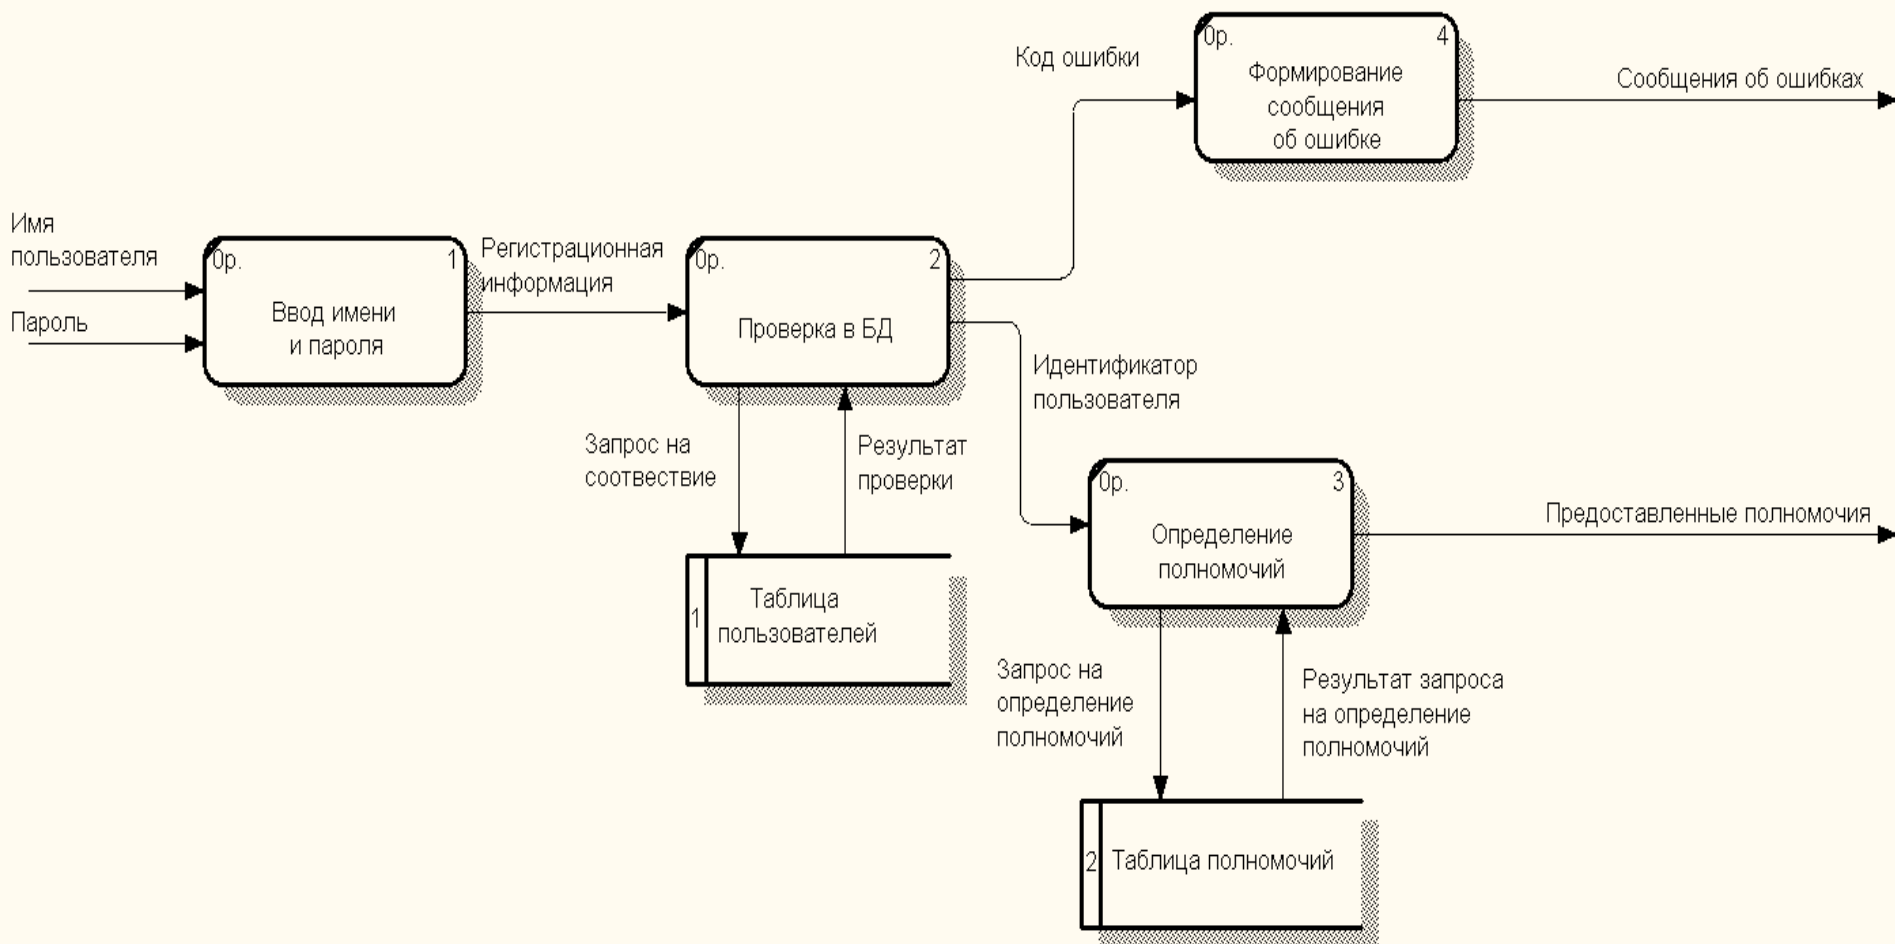 Код ошибки
0р.
4
Формирование
сообщения
об ошибке
Сообщения об ошибках
Имя
пользователя
Пароль
0р.
1
Ввод имени
и пароля
Регистрационная
информация
0р.
2
Проверка в БД
Идентификатор
пользователя
Запрос на
соотвествие
Результат
проверки
0р.
3
Определение
полномочий
Предоставленные полномочия
1
Таблица
пользователей
Запрос на
определение
полномочий
Результат запроса
на определение
полномочий
2
Таблица полномочий